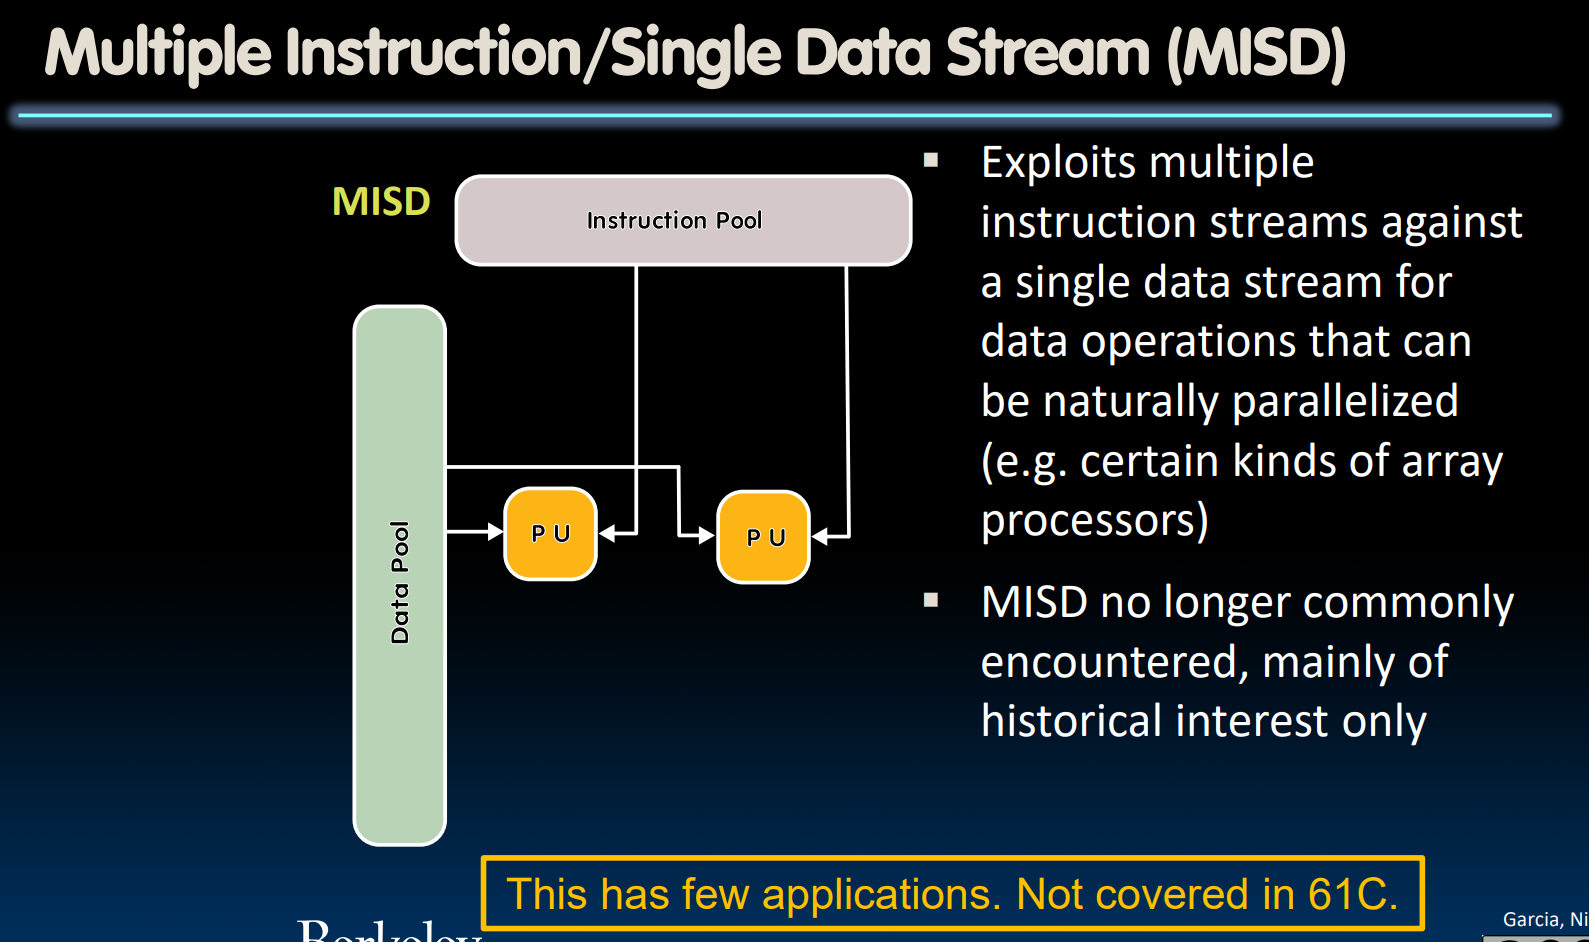 Multiple Instruction/Single Data Stream (MISD)
MISD
Instruction Pool
Data Pool
P U
P U
▪ Exploits multiple
instruction streams against
a single data stream for
data operations that can
be naturally parallelized
(e.g. certain kinds of array
processors)
▪ MISD no longer commonly
encountered, mainly of
historical interest only
This has few applications. Not covered in 61C.
Berkeley
Garcia, Ni